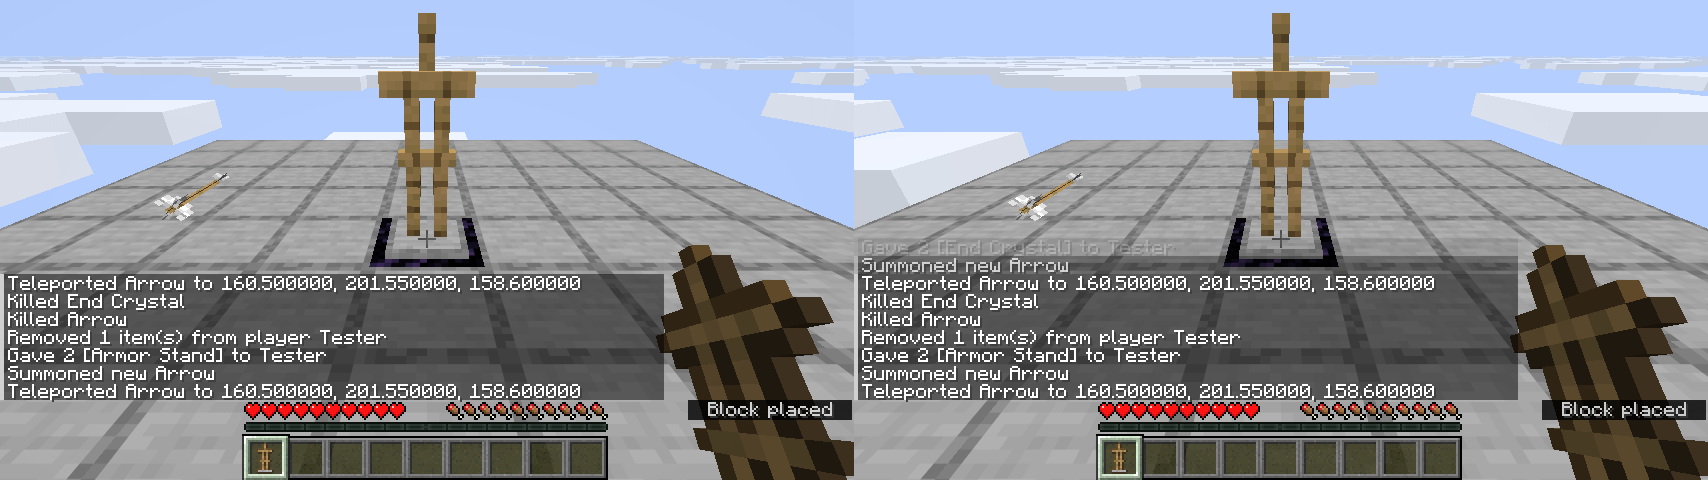 Teleported Arrow to 160.500000, 201.550000, 158.600000
Killed End Crystal
Killed Arrow
Removed 1 item(s) from player Tester
Gave 2 [Armor Stand] to Tester
Summoned new Arrow
Teleported Arrow to 160.500000, 201.550000, 158.600000
Block placed
Gave 2 [End Crystal] to Tester
Summoned new Arrow
Teleported Arrow to 160.500000, 201.550000, 158.600000
Killed End Crystal
Killed Arrow
Removed 1 item(s) from player Tester
Gave 2 [Armor Stand] to Tester
Summoned new Arrow
Teleported Arrow to 160.500000, 201.550000, 158.600000
Block placed